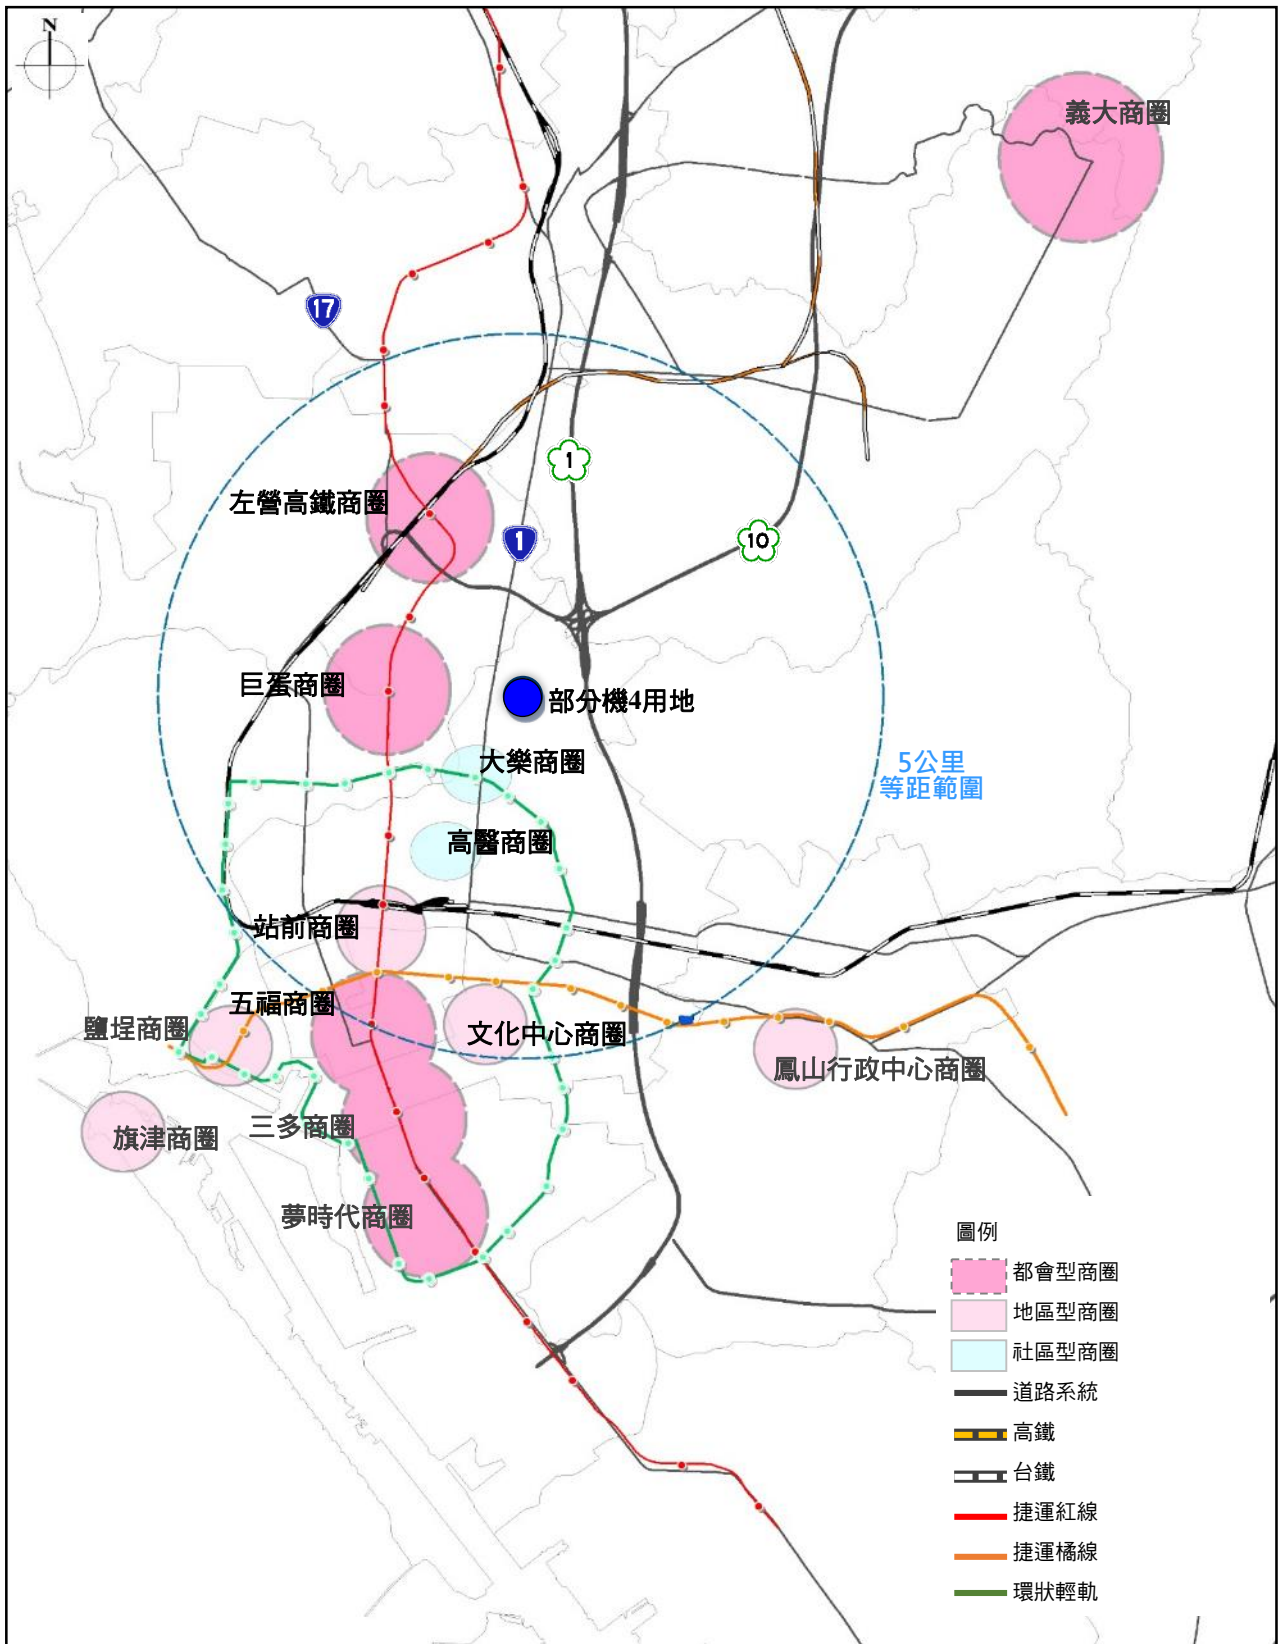 N
義大商圈
17
1
左營高鐵商圈
1
10
巨蛋商圈
部分機4用地
大樂商圈
5公里
等距範圍
高醫商圈
站前商圈
五福商圈
鹽埕商圈
文化中心商圈
鳳山行政中心商圈
三多商圈
旗津商圈
夢時代商圈
圖例
都會型商圈
地區型商圈
社區型商圈
道路系統
高鐵
台鐵
捷運紅線
捷運橘線
環狀輕軌